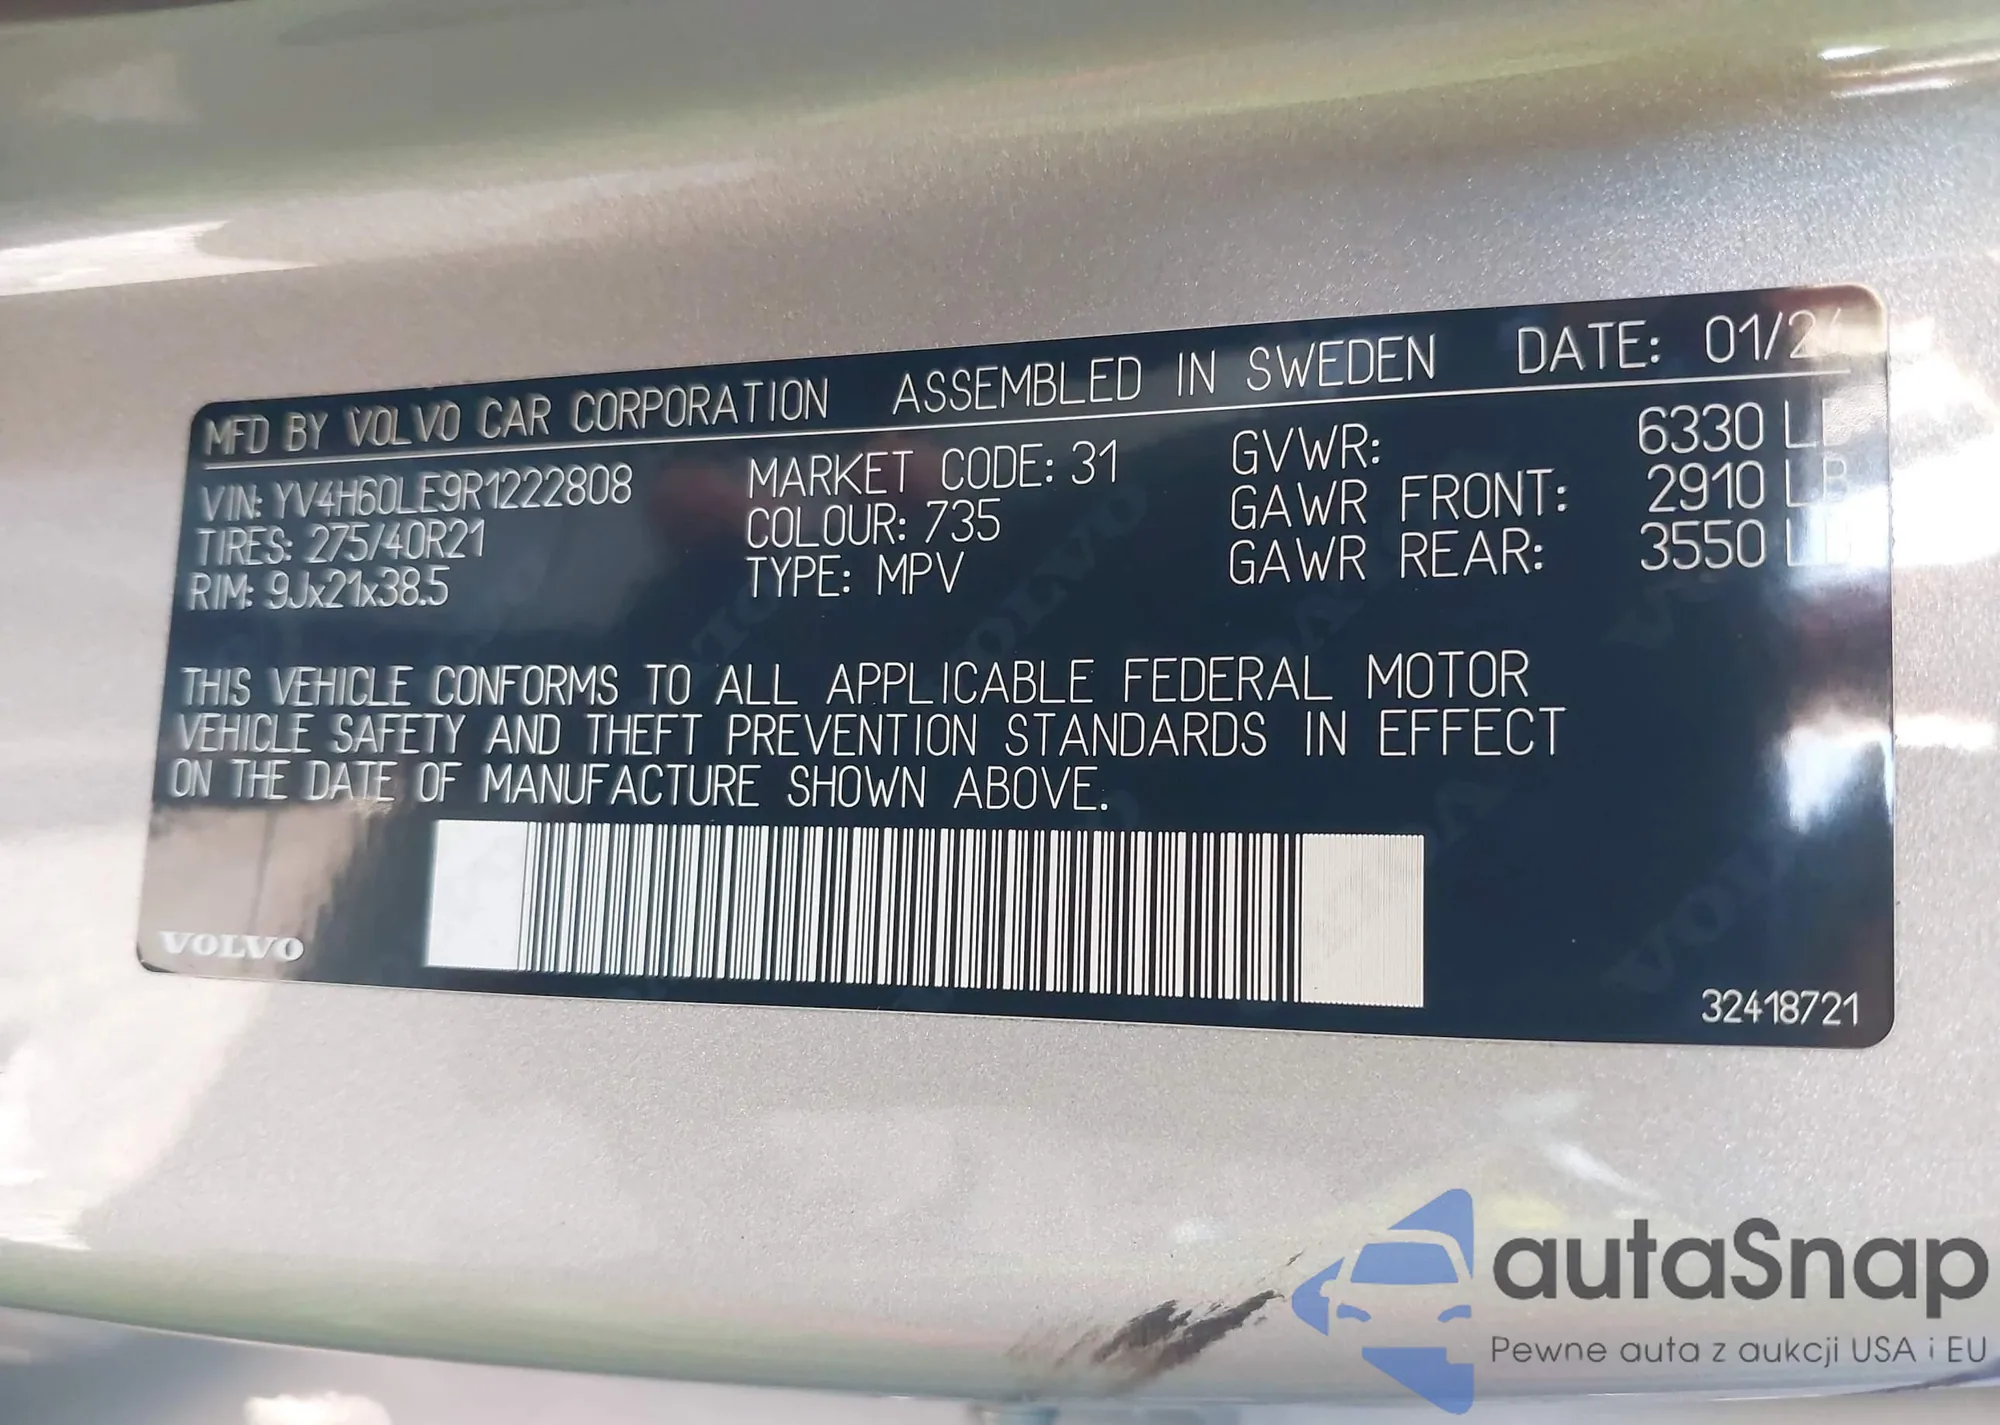 MFD BY VOLVO CAR CORPORATION ASSEMBLED IN SWEDEN DATE: 01/24
VIN: YV4H60LE9R1222808 MARKET CODE: 31 GVWR: 6330 LB
TIRES: 275/40R21 COLOUR: 735 GAWR FRONT: 2910 LB
RIM: 9Jx21x38.5 TYPE: MPV GAWR REAR: 3550 LB
THIS VEHICLE CONFORMS TO ALL APPLICABLE FEDERAL MOTOR
VEHICLE SAFETY AND THEFT PREVENTION STANDARDS IN EFFECT
ON THE DATE OF MANUFACTURE SHOWN ABOVE.
VOLVO
32418721
autaSnap
Pewne auta z aukcji USA i EU